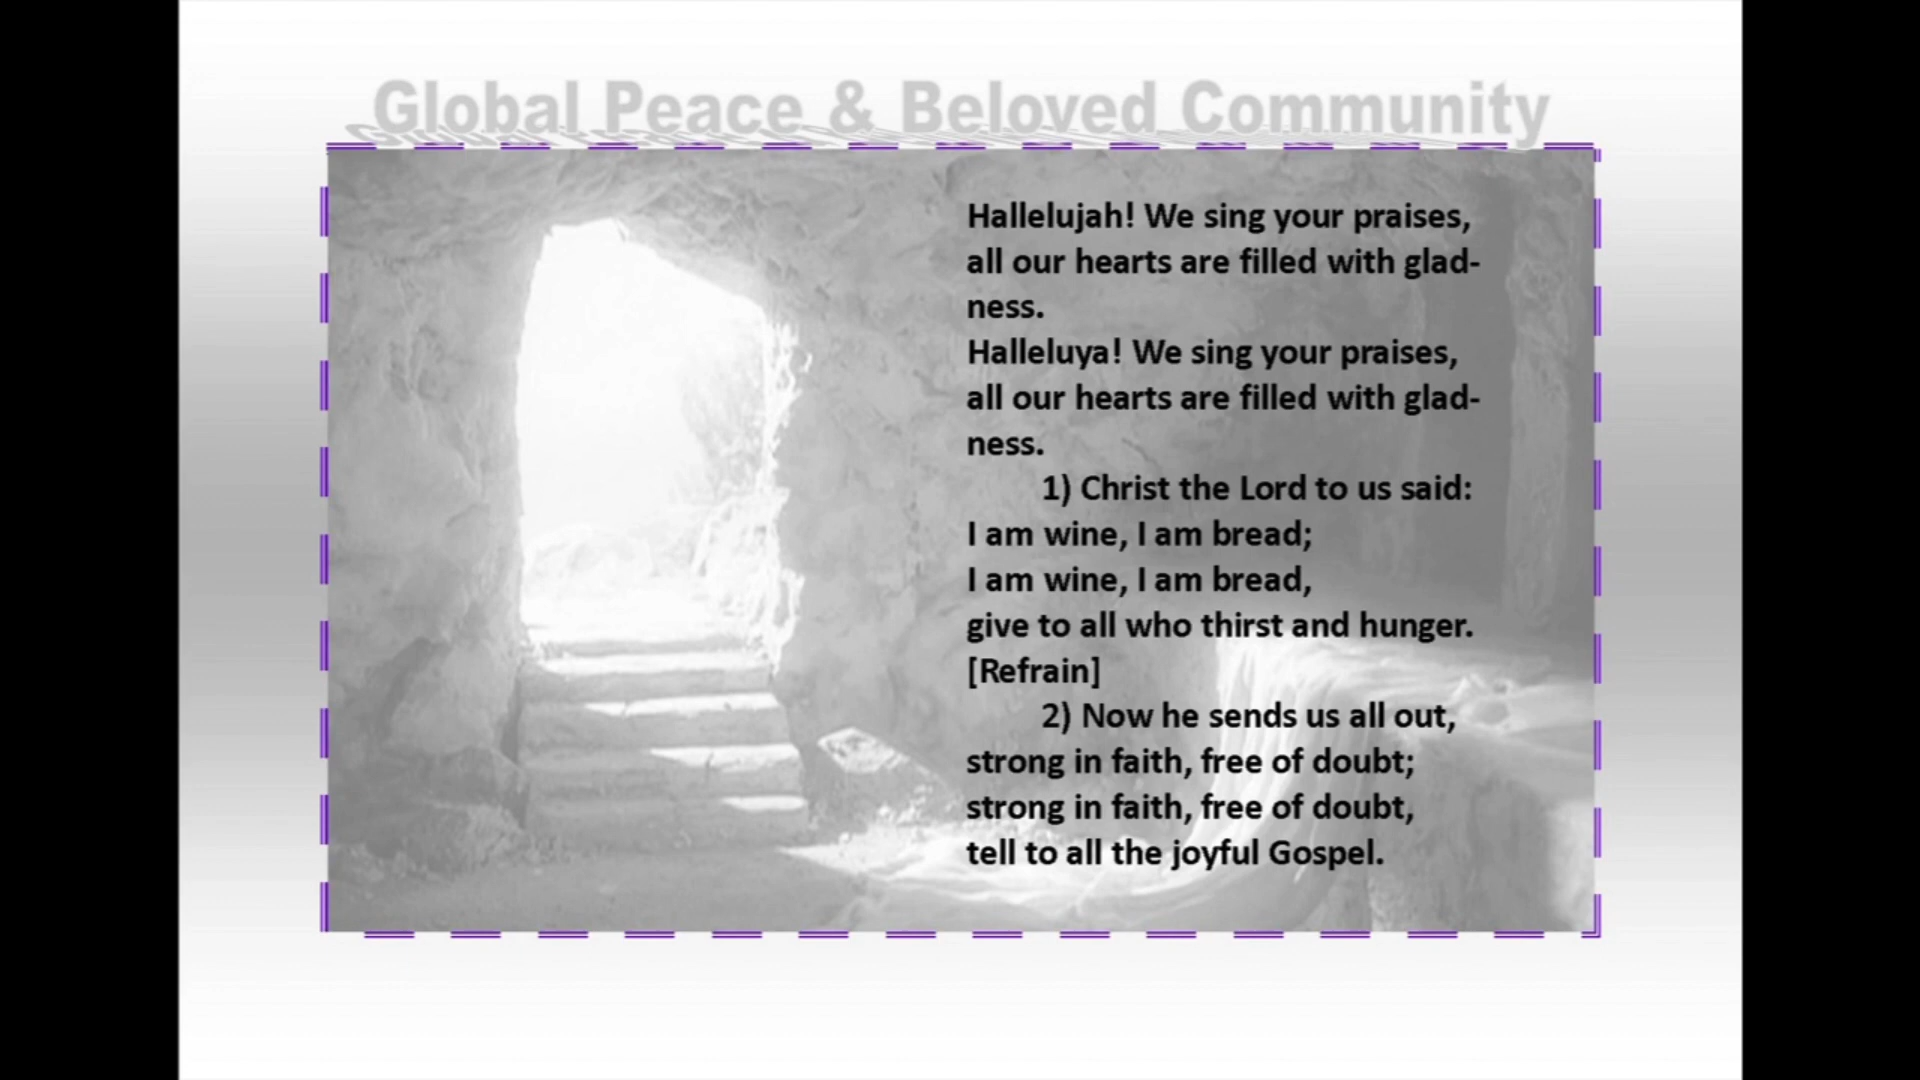 Global Peace & Beloved Community
Hallelujah! We sing your praises,
all our hearts are filled with glad-
ness.
Halleluya! We sing your praises,
all our hearts are filled with glad-
ness.
1) Christ the Lord to us said:
I am wine, I am bread;
I am wine, I am bread,
give to all who thirst and hunger.
[Refrain]
2) Now he sends us all out,
strong in faith, free of doubt;
strong in faith, free of doubt,
tell to all the joyful Gospel.